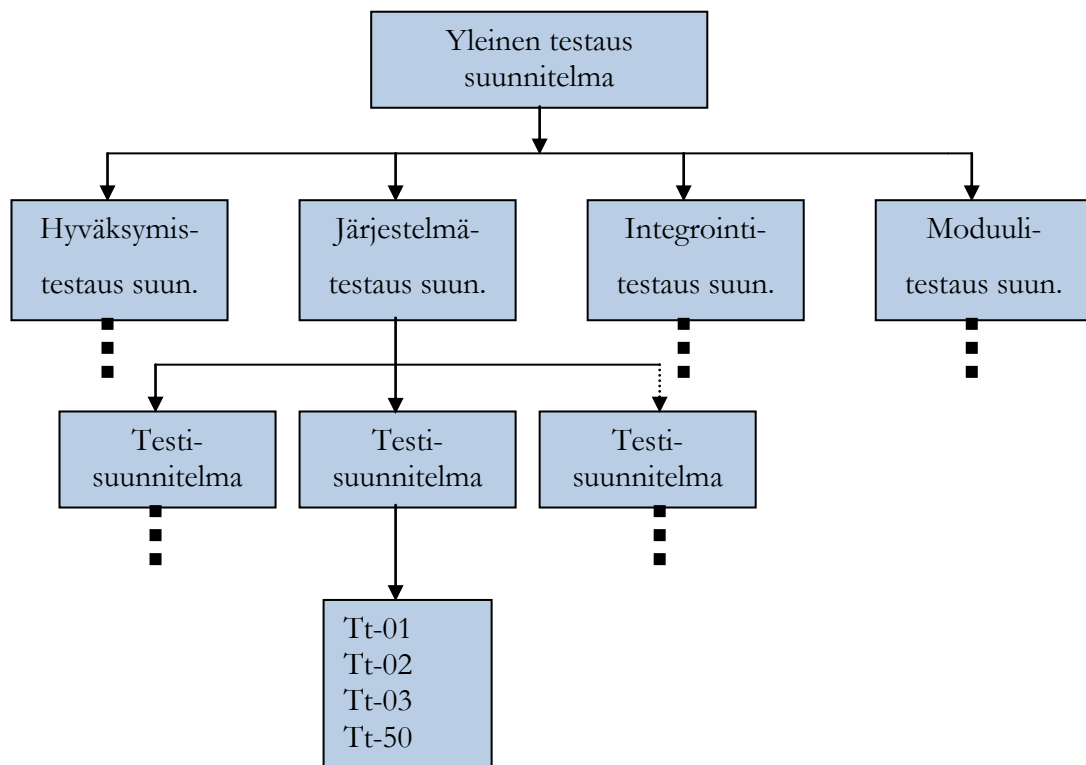 Yleinen testaus
suunnitelma
Hyväksymis-
testaus suun.
Järjestelmä-
testaus suun.
Integrointi-
testaus suun.
Moduuli-
testaus suun.
Testi-
suunnitelma
Testi-
suunnitelma
Testi-
suunnitelma
Tt-01
Tt-02
Tt-03
Tt-50